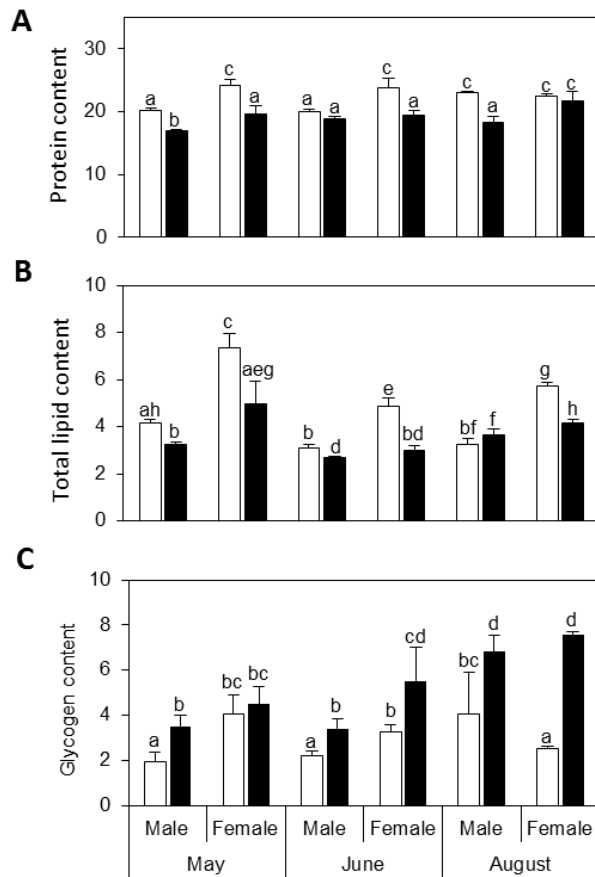 A
Protein content
30
20
10
0
a b c a a a c a c a c c
B
Total lipid content
10
8
6
4
2
0
ah b c aeg b d e bd bf f g h
C
Glycogen content
10
8
6
4
2
0
a b bc bc a b b cd bc d a d
Male Female Male Female Male Female
May June August